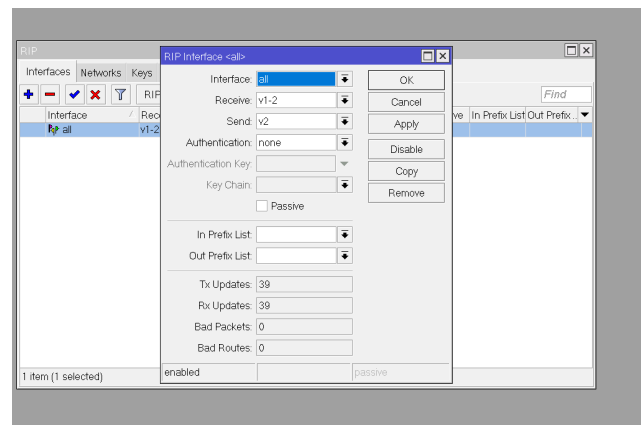 RIP
Interfaces Networks Keys
RIP
Find
Interface
In Prefix List Out Prefix ..
all v1-2
1 item (1 selected)
RIP Interface <all>
Interface: all
Receive: v1-2
Send: v2
Authentication: none
Authentication Key:
Key Chain:
Passive
In Prefix List:
Out Prefix List:
Tx Updates: 39
Rx Updates: 39
Bad Packets: 0
Bad Routes: 0
enabled passive
OK
Cancel
Apply
Disable
Copy
Remove